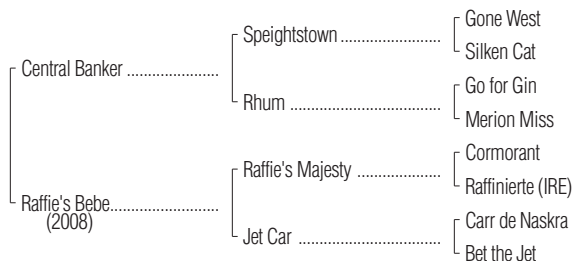 Gone West
Speightstown
Silken Cat
Central Banker
Go for Gin
Rhum
Merion Miss
Cormorant
Raffie's Majesty
Raffinierte (IRE)
Raffie's Bebe
(2008)
Carr de Naskra
Jet Car
Bet the Jet